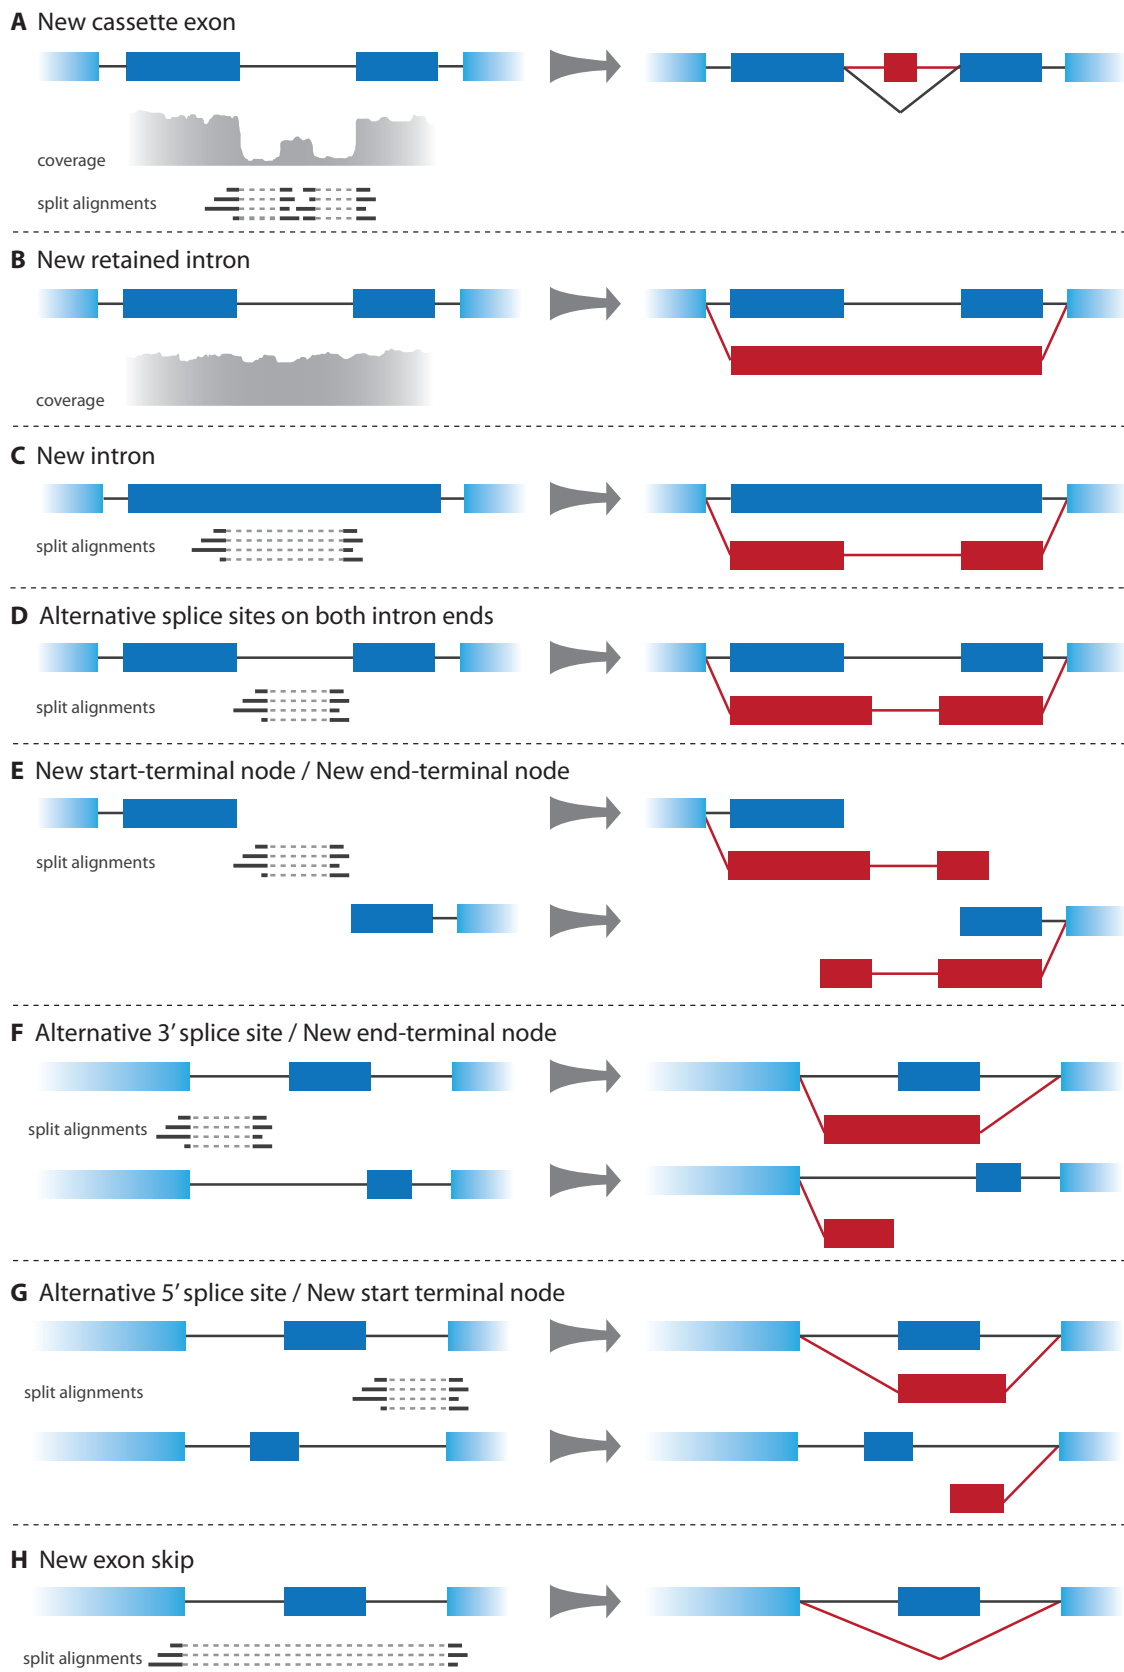 A New cassette exon
coverage
split alignments
B New retained intron
coverage
C New intron
split alignments
D Alternative splice sites on both intron ends
split alignments
E New start-terminal node / New end-terminal node
split alignments
F Alternative 3′ splice site / New end-terminal node
split alignments
G Alternative 5′ splice site / New start terminal node
split alignments
H New exon skip
split alignments